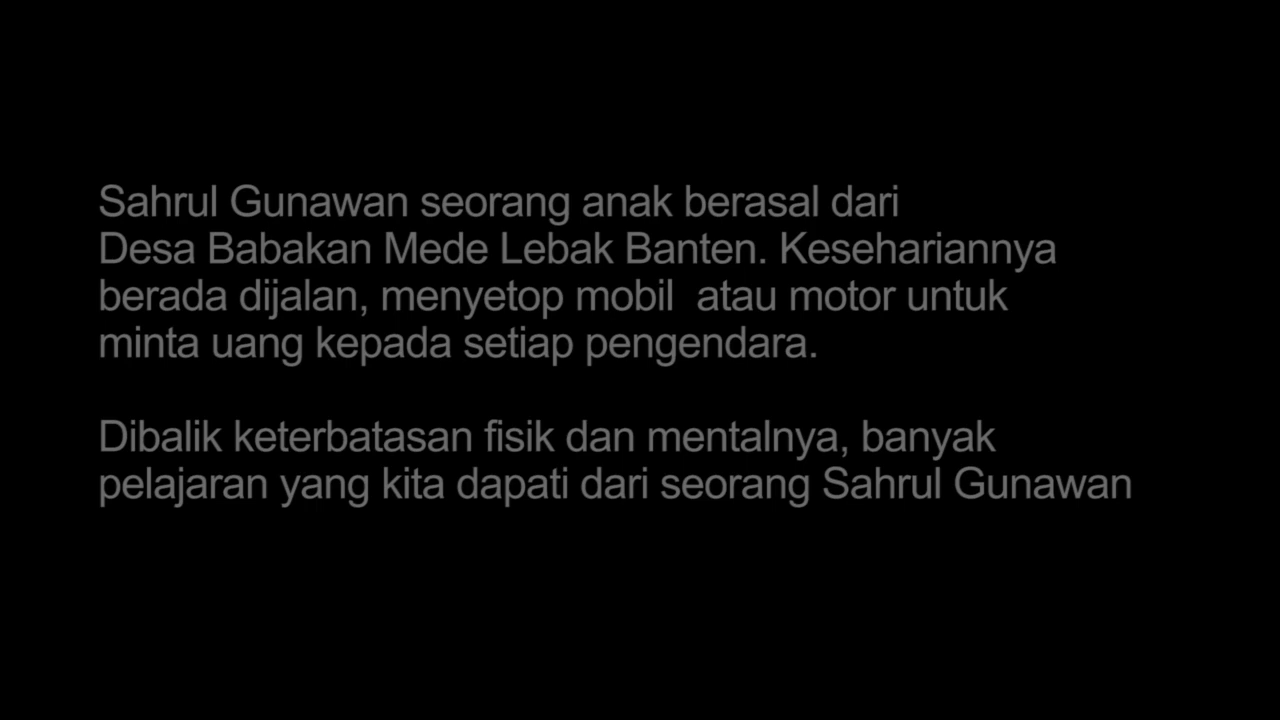 Sahrul Gunawan seorang anak berasal dari
Desa Babakan Mede Lebak Banten. Kesehariannya
berada dijalan, menyetop mobil  atau motor untuk
minta uang kepada setiap pengendara.
Dibalik keterbatasan fisik dan mentalnya, banyak
pelajaran yang kita dapati dari seorang Sahrul Gunawan